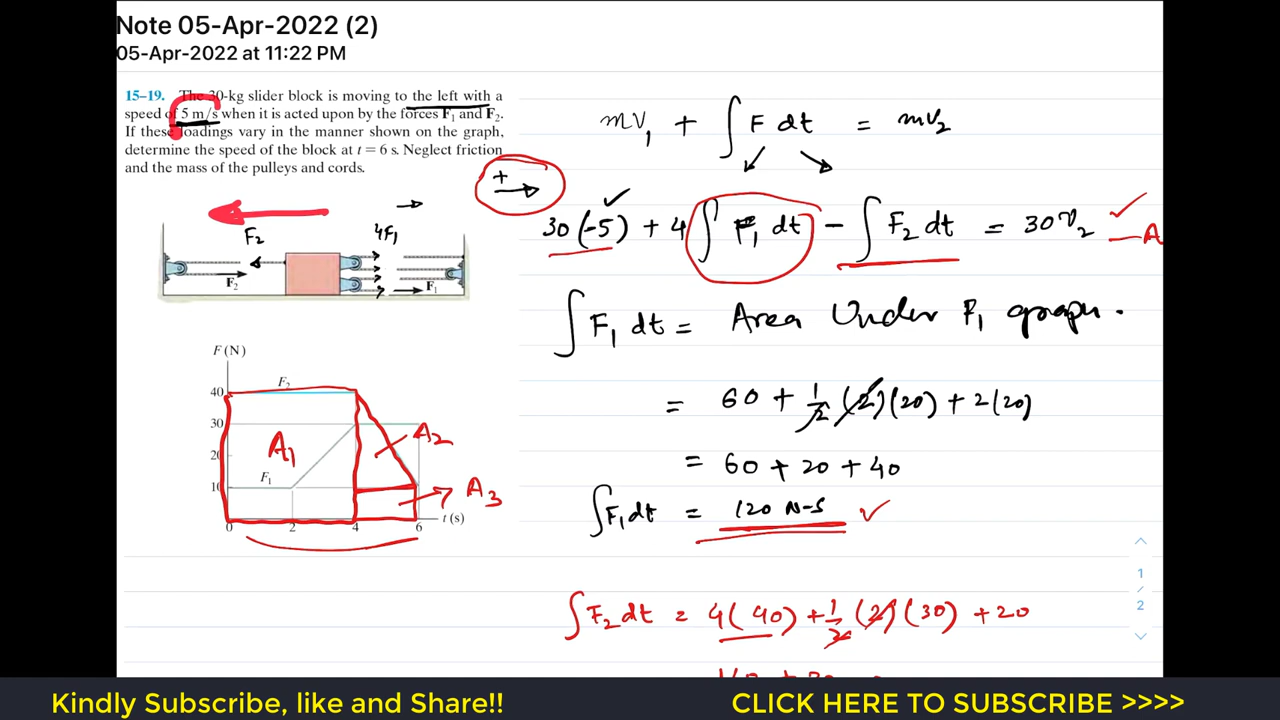 Note 05-Apr-2022 (2)
05-Apr-2022 at 11:22 PM
15–19. The 30-kg slider block is moving to the left with a
speed of 5 m/s when it is acted upon by the forces F₁ and F₂.
If these loadings vary in the manner shown on the graph,
determine the speed of the block at t = 6 s. Neglect friction
and the mass of the pulleys and cords.
F₂
4F₁
F₂
F₁
F (N)
40
30
20
10
0
2
4
6
t (s)
F₂
F₁
A₁
A₂
A₃
mv₁ + ∫ F dt = mv₂
+ →
30(-5) + 4∫ F₁ dt - ∫ F₂ dt = 30v₂ — A
∫ F₁ dt = Area Under F₁ graph.
= 60 + 1/2 (2)(20) + 2(20)
= 60 + 20 + 40
∫F₁dt = 120 N-S
∫F₂dt = 4(40) + 1/2 (2)(30) + 20
1
/
2
Kindly Subscribe, like and Share!!
CLICK HERE TO SUBSCRIBE >>>>